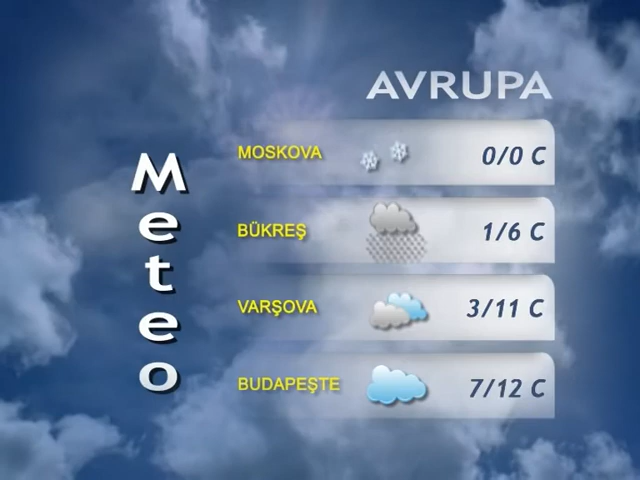 AVRUPA
Meteo
MOSKOVA 0/0 C
BÜKREŞ 1/6 C
VARŞOVA 3/11 C
BUDAPEŞTE 7/12 C